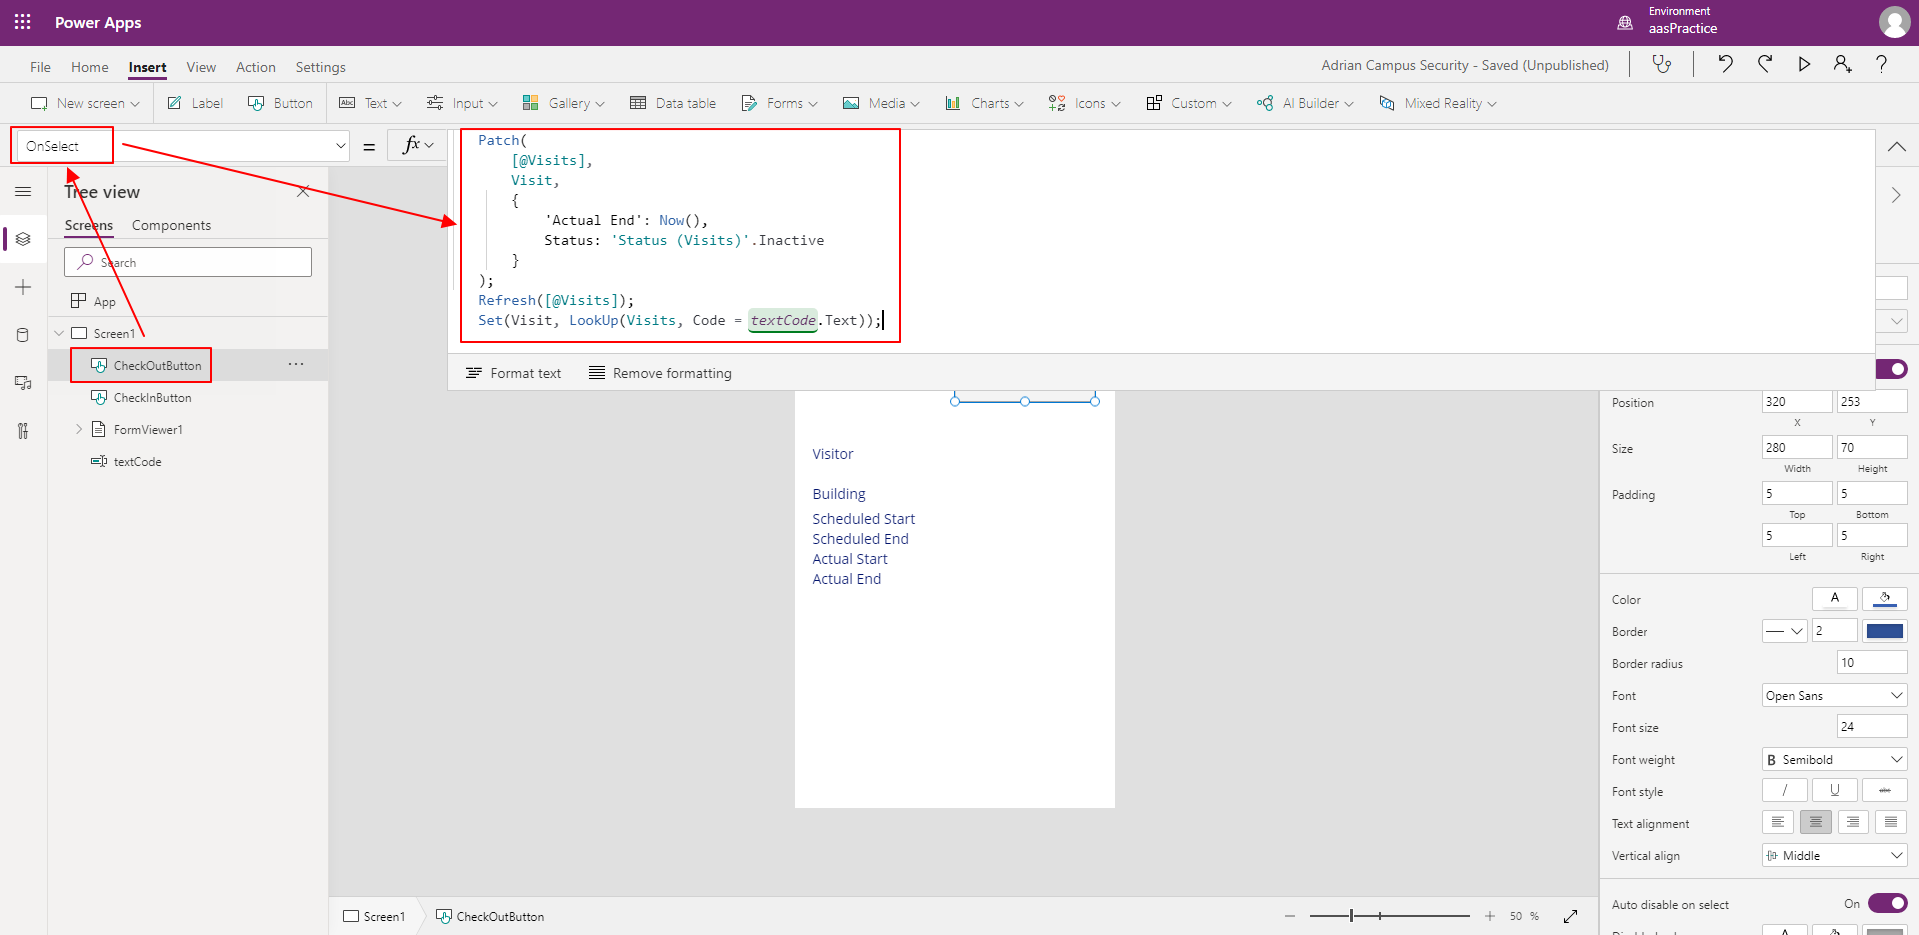 Power Apps
Environment
aasPractice
File Home Insert View Action Settings
Adrian Campus Security - Saved (Unpublished)
New screen Label Button Text Input Gallery Data table Forms Media Charts Icons Custom AI Builder Mixed Reality
OnSelect
=
fx
Patch(
[@Visits],
Visit,
{
'Actual End': Now(),
Status: 'Status (Visits)'.Inactive
}
);
Refresh([@Visits]);
Set(Visit, LookUp(Visits, Code = textCode.Text));
Format text Remove formatting
Tree view
Screens Components
Search
App
Screen1
CheckOutButton
CheckInButton
FormViewer1
textCode
Visitor
Building
Scheduled Start
Scheduled End
Actual Start
Actual End
Position 320 253
X Y
Size 280 70
Width Height
Padding 5 5
Top Bottom
5 5
Left Right
Color A
Border 2
Border radius 10
Font Open Sans
Font size 24
Font weight B Semibold
Font style / U abc
Text alignment
Vertical align Middle
Auto disable on select On
Screen1 CheckOutButton
50 %